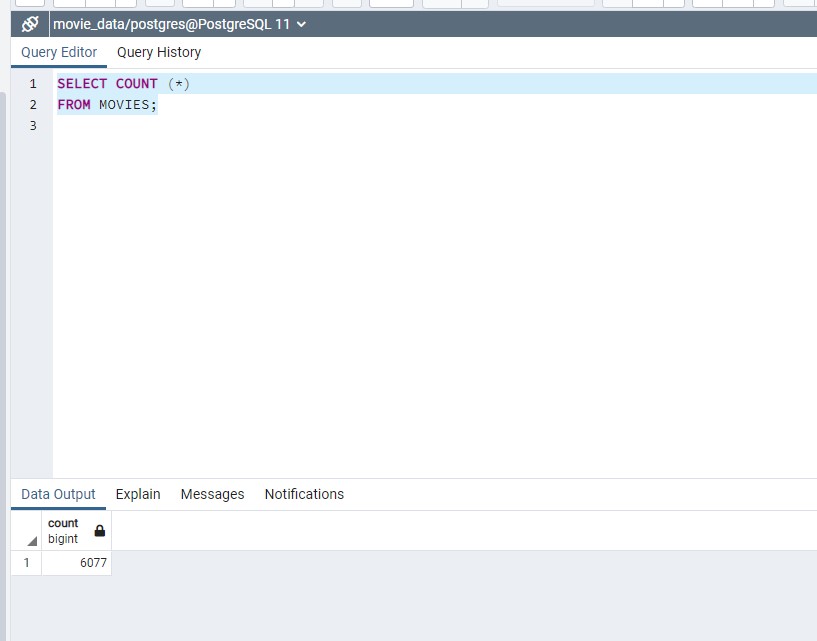 movie_data/postgres@PostgreSQL 11
Query Editor Query History
1 SELECT COUNT (*)
2 FROM MOVIES;
3
Data Output Explain Messages Notifications
count
bigint
1 6077